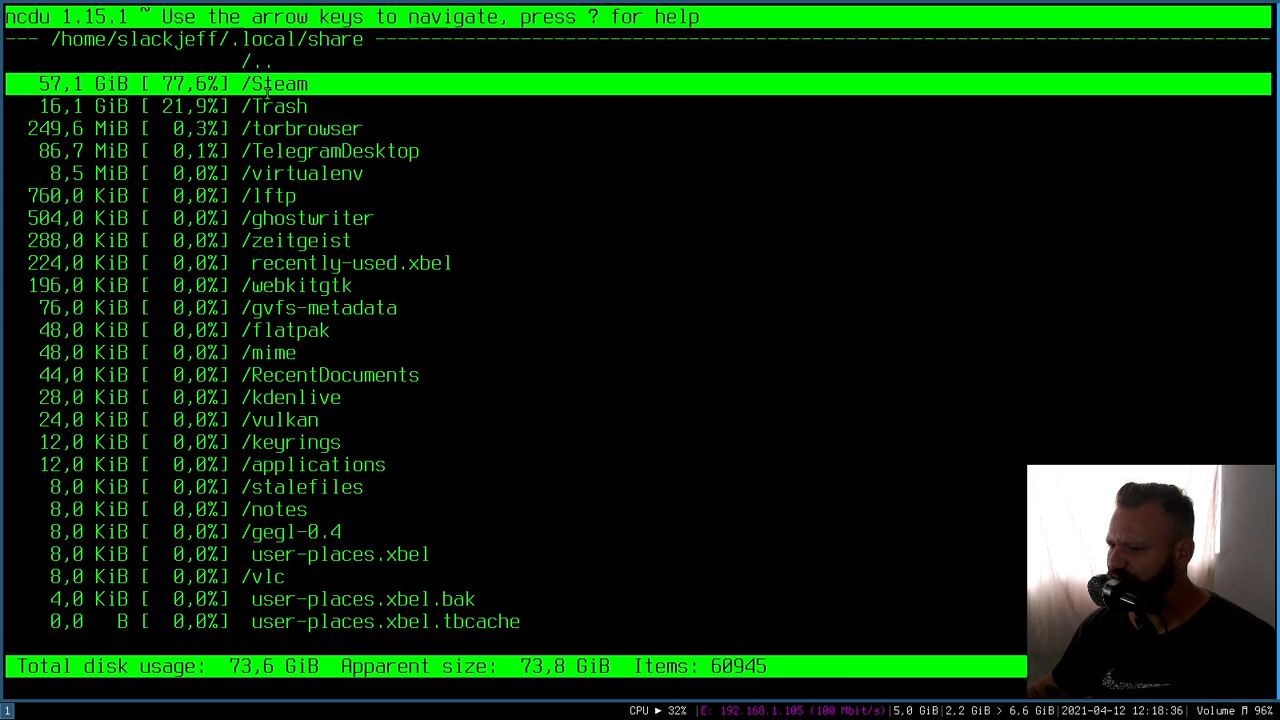 ncdu 1.15.1 ~ Use the arrow keys to navigate, press ? for help
--- /home/slackjeff/.local/share ---------------------------------------------------------------------------------
/..
57,1 GiB [ 77,6%] /Steam
16,1 GiB [ 21,9%] /Trash
249,6 MiB [  0,3%] /torbrowser
86,7 MiB [  0,1%] /TelegramDesktop
8,5 MiB [  0,0%] /virtualenv
760,0 KiB [  0,0%] /lftp
504,0 KiB [  0,0%] /ghostwriter
288,0 KiB [  0,0%] /zeitgeist
224,0 KiB [  0,0%]  recently-used.xbel
196,0 KiB [  0,0%] /webkitgtk
76,0 KiB [  0,0%] /gvfs-metadata
48,0 KiB [  0,0%] /flatpak
48,0 KiB [  0,0%] /mime
44,0 KiB [  0,0%] /RecentDocuments
28,0 KiB [  0,0%] /kdenlive
24,0 KiB [  0,0%] /vulkan
12,0 KiB [  0,0%] /keyrings
12,0 KiB [  0,0%] /applications
8,0 KiB [  0,0%] /stalefiles
8,0 KiB [  0,0%] /notes
8,0 KiB [  0,0%] /gegl-0.4
8,0 KiB [  0,0%]  user-places.xbel
8,0 KiB [  0,0%] /vlc
4,0 KiB [  0,0%]  user-places.xbel.bak
0,0   B [  0,0%]  user-places.xbel.tbcache
Total disk usage:  73,6 GiB  Apparent size:  73,8 GiB  Items: 60945
1 CPU ▶ 32% |E: 192.168.1.105 (100 Mbit/s)|5,0 GiB|2,2 GiB > 6,6 GiB|2021-04-12 12:18:36| Volume ♬ 96%